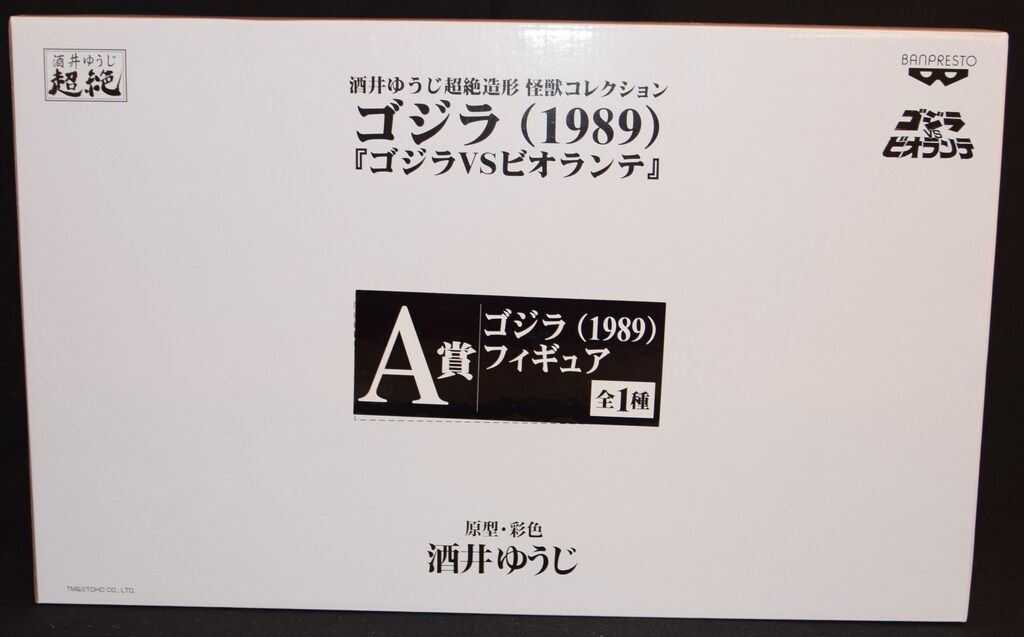 酒井ゆうじ
超絶
酒井ゆうじ超絶造形 怪獣コレクション
ゴジラ（1989）
『ゴジラVSビオランテ』
BANPRESTO
ゴジラ
VS
ビオランテ
A賞
ゴジラ（1989）
フィギュア
全1種
原型・彩色
酒井ゆうじ
TM&©TOHO CO., LTD.